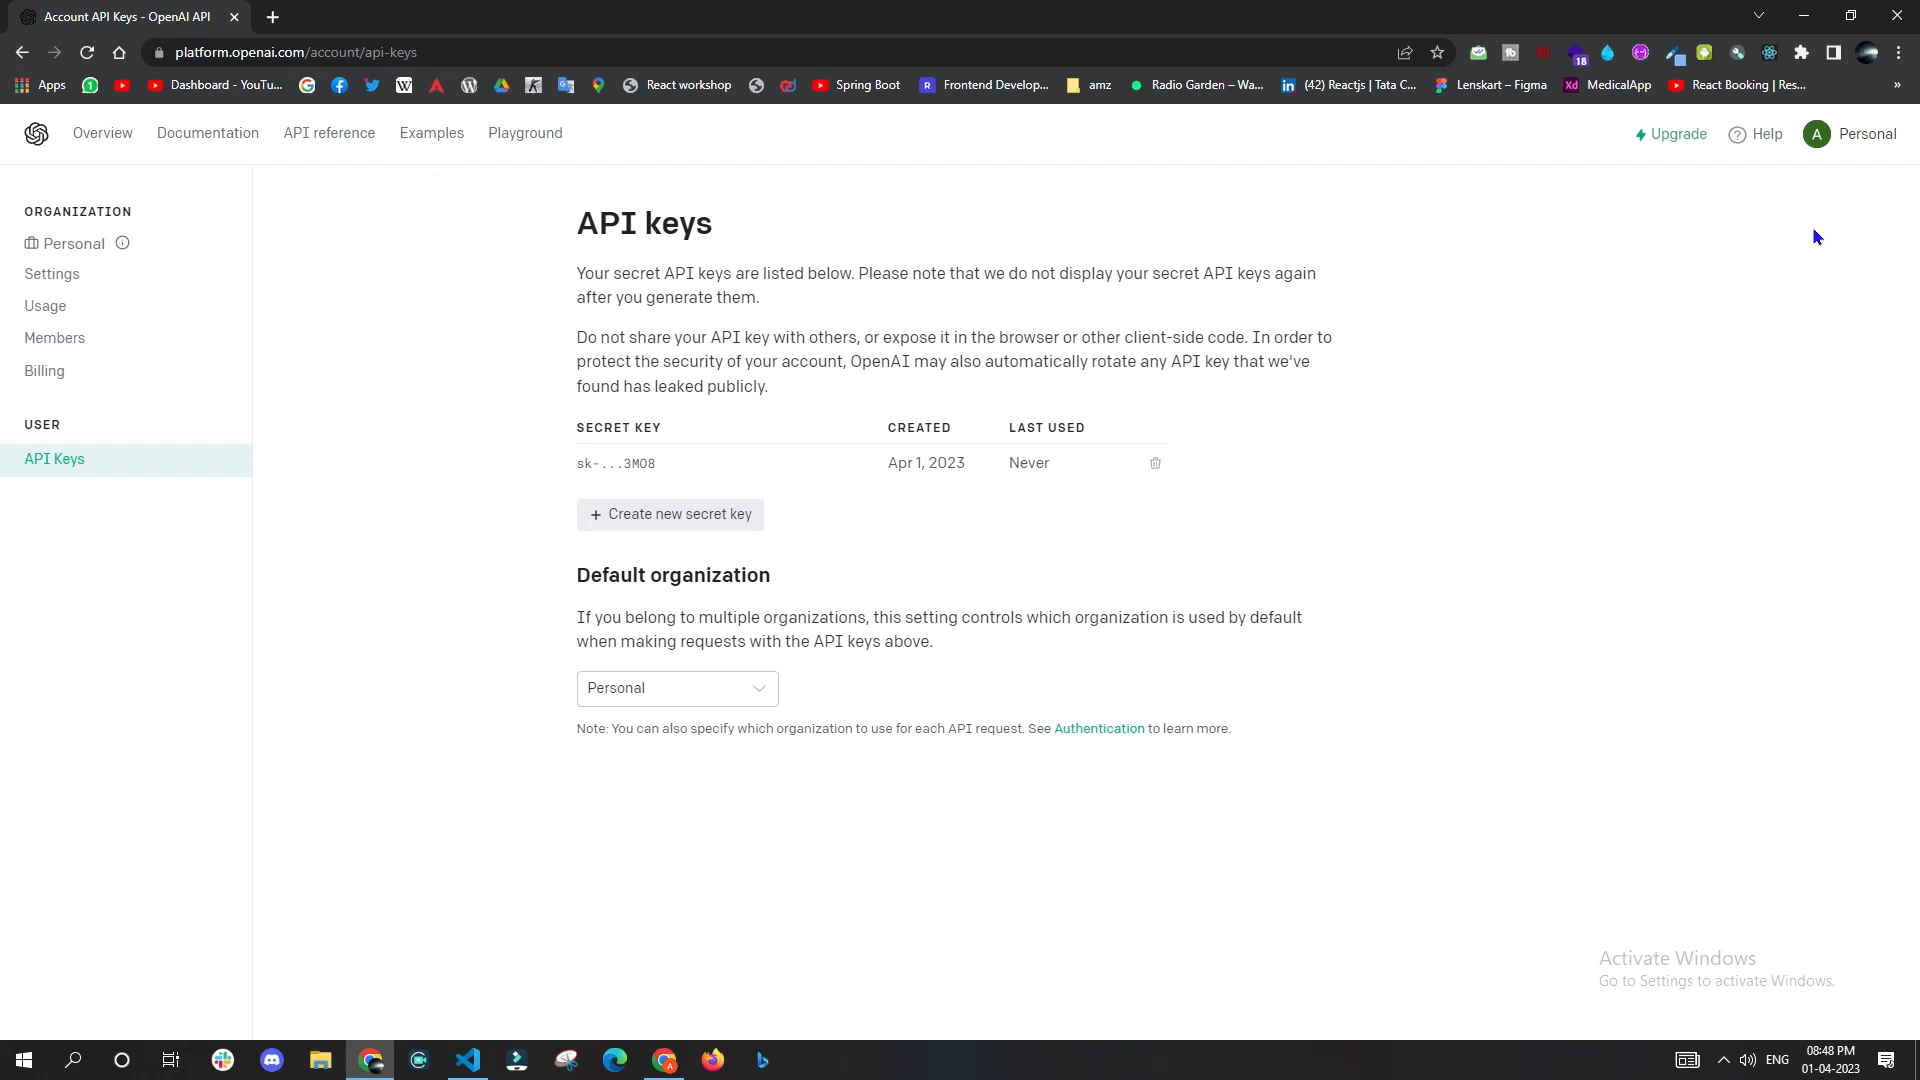 Account API Keys - OpenAI API
platform.openai.com/account/api-keys
18
Apps
Dashboard - YouTu...
React workshop
Spring Boot
Frontend Develop...
amz
Radio Garden – Wa...
(42) Reactjs | Tata C...
Lenskart – Figma
MedicalApp
React Booking | Res...
»
Overview
Documentation
API reference
Examples
Playground
Upgrade
Help
A
Personal
ORGANIZATION
Personal
Settings
Usage
Members
Billing
USER
API Keys
API keys
Your secret API keys are listed below. Please note that we do not display your secret API keys again
after you generate them.
Do not share your API key with others, or expose it in the browser or other client-side code. In order to
protect the security of your account, OpenAI may also automatically rotate any API key that we've
found has leaked publicly.
SECRET KEY CREATED LAST USED
sk-...3MO8 Apr 1, 2023 Never
+ Create new secret key
Default organization
If you belong to multiple organizations, this setting controls which organization is used by default
when making requests with the API keys above.
Personal
Note: You can also specify which organization to use for each API request. See Authentication to learn more.
Activate Windows
Go to Settings to activate Windows.
ENG
08:48 PM
01-04-2023